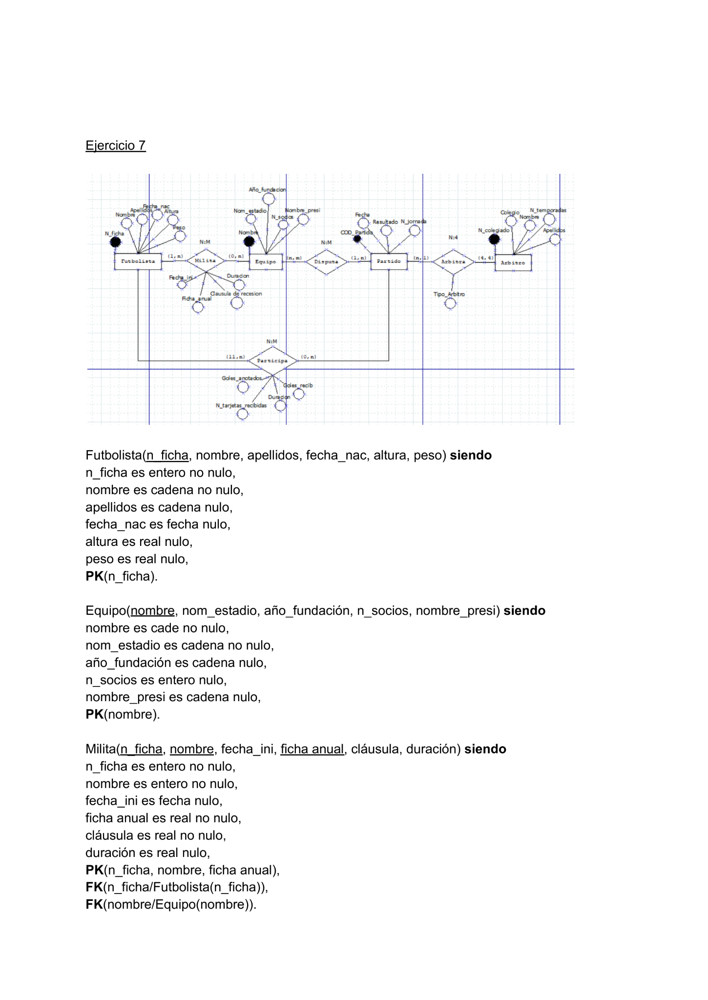 Ejercicio 7
Año_fundacion
Fecha_nac
Apellidos
Altura
Nombre
Peso
N_ficha
Nom_estadio
Nombre_presi
N_socios
Nombre
Fecha
Resultado
N_jornada
COD_Partido
Colegio
N_temporadas
Nombre
N_colegiado
Apellidos
N:M
N:M
N:4
Futbolista
(1,n)
Milita
(0,n)
Equipo
(n,m)
Disputa
(1,n)
Partido
(n,1)
Arbitra
(4,4)
Arbitro
Fecha_ini
Duracion
Clausula de recesion
Ficha_anual
Tipo_Arbitro
N:M
(11,n)
Participa
(0,n)
Goles_anotados
Goles_recib
Duracion
N_tarjetas_recibidas
Futbolista(n_ficha, nombre, apellidos, fecha_nac, altura, peso) siendo
n_ficha es entero no nulo,
nombre es cadena no nulo,
apellidos es cadena nulo,
fecha_nac es fecha nulo,
altura es real nulo,
peso es real nulo,
PK(n_ficha).
Equipo(nombre, nom_estadio, año_fundación, n_socios, nombre_presi) siendo
nombre es cade no nulo,
nom_estadio es cadena no nulo,
año_fundación es cadena nulo,
n_socios es entero nulo,
nombre_presi es cadena nulo,
PK(nombre).
Milita(n_ficha, nombre, fecha_ini, ficha anual, cláusula, duración) siendo
n_ficha es entero no nulo,
nombre es entero no nulo,
fecha_ini es fecha nulo,
ficha anual es real no nulo,
cláusula es real no nulo,
duración es real nulo,
PK(n_ficha, nombre, ficha anual),
FK(n_ficha/Futbolista(n_ficha)),
FK(nombre/Equipo(nombre)).